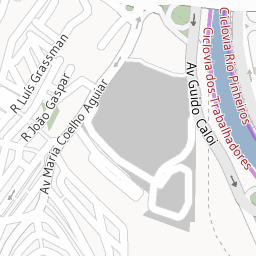 R Luís Grassman
R João Gaspar
Av Maria Coelho Aguiar
Av Guido Caloi
Ciclovia dos Trabalhadores
Ciclovia Rio Pinheiros